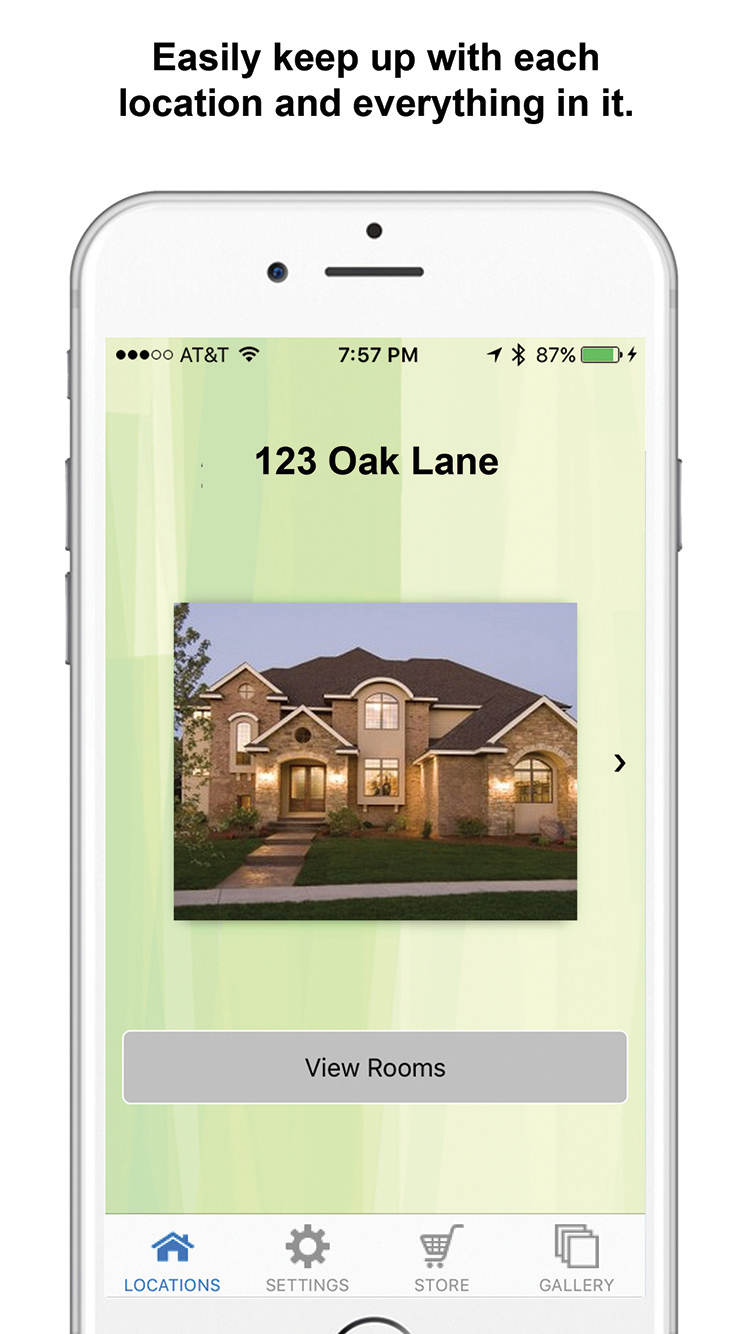 Easily keep up with each
location and everything in it.
AT&T 7:57 PM 87%
123 Oak Lane
View Rooms
LOCATIONS SETTINGS STORE GALLERY